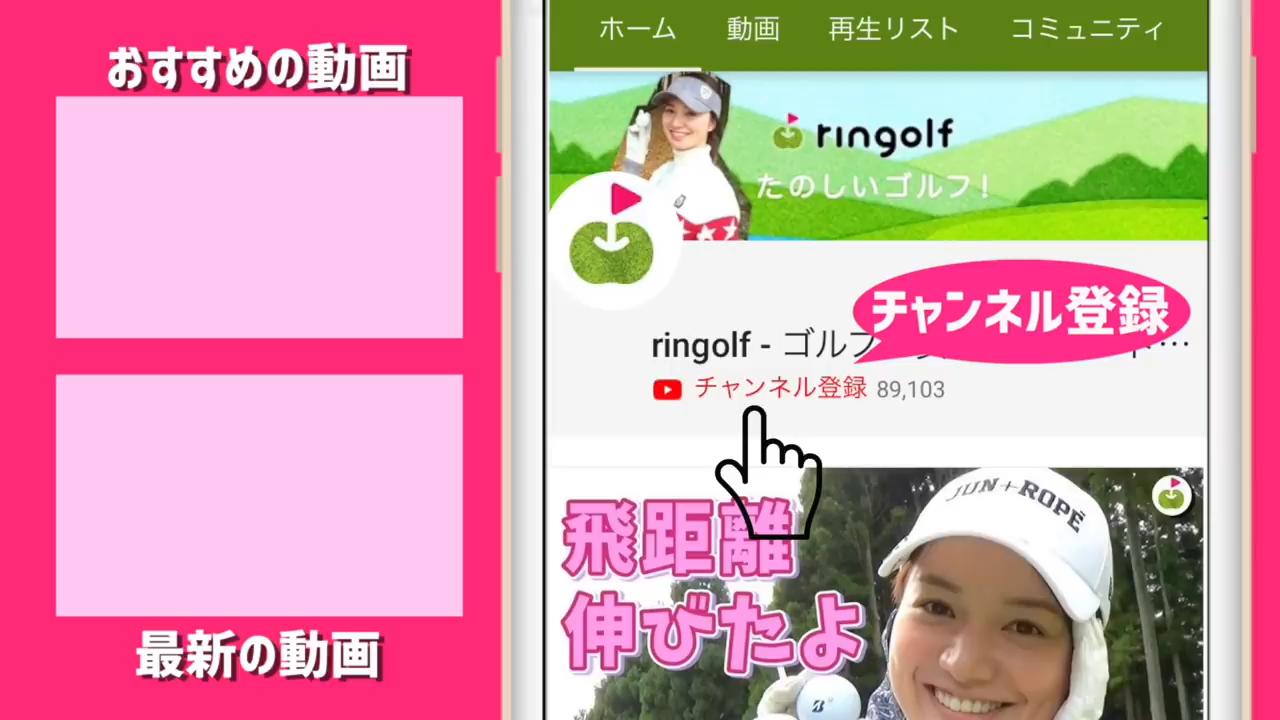 おすすめの動画
最新の動画
ホーム 動画 再生リスト コミュニティ
ringolf
たのしいゴルフ!
チャンネル登録
ringolf - ゴルフ
チャンネル登録 89,103
JUN+ROPÉ
飛距離
伸びたよ
B